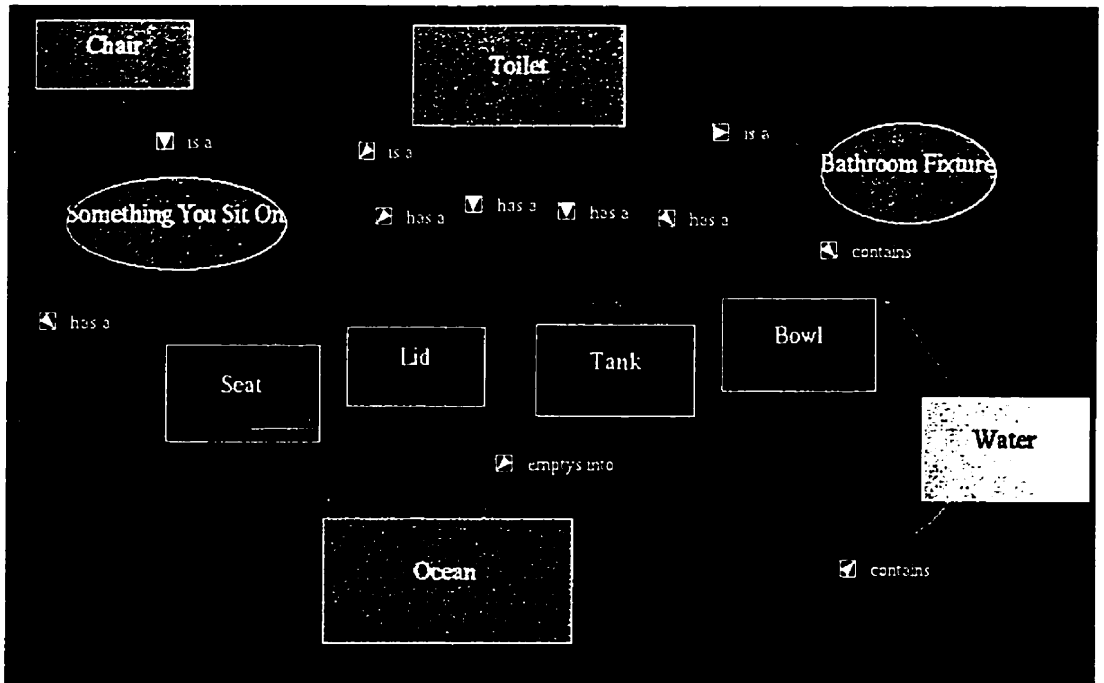 Chair
Toilet
is a
is a
is a
Bathroom Fixture
Something You Sit On
has a
has a
has a
has a
contains
has a
Seat
Lid
Tank
Bowl
Water
emptys into
Ocean
contains